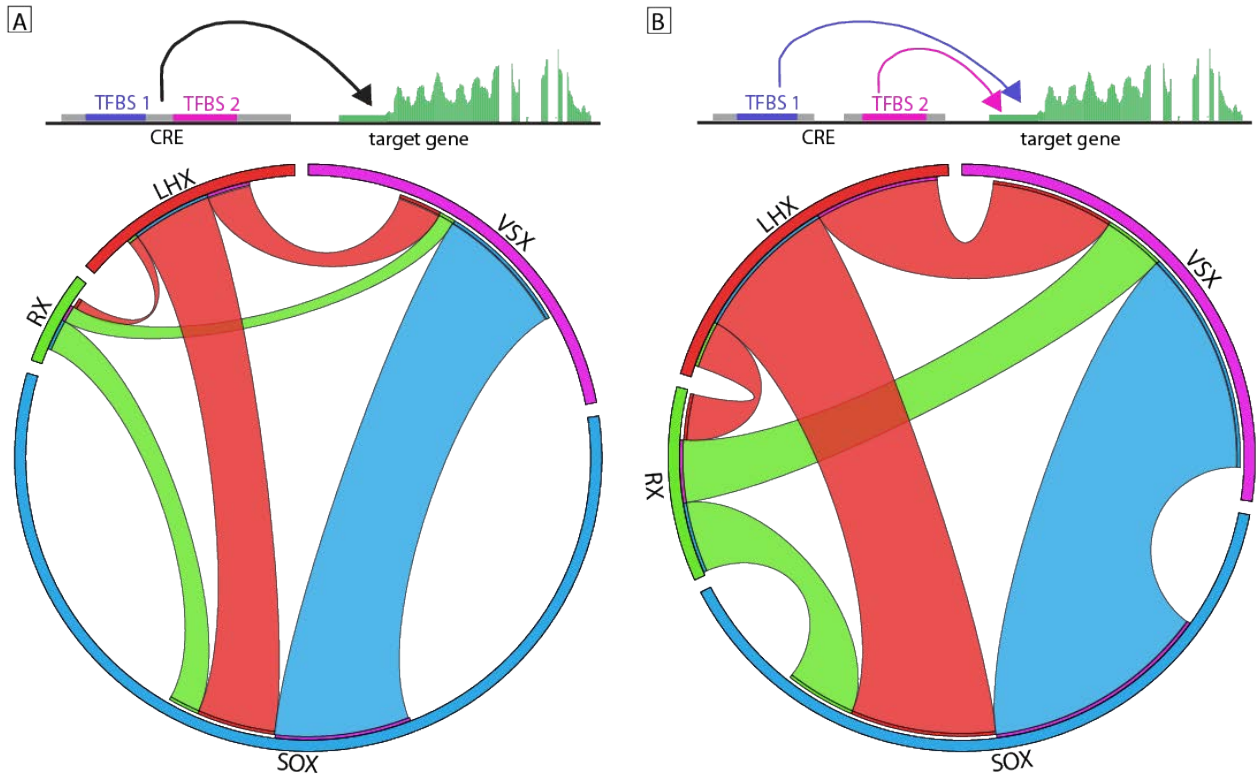 A
TFBS 1
TFBS 2
CRE
target gene
LHX
VSX
RX
SOX
B
TFBS 1
TFBS 2
CRE
target gene
LHX
VSX
RX
SOX